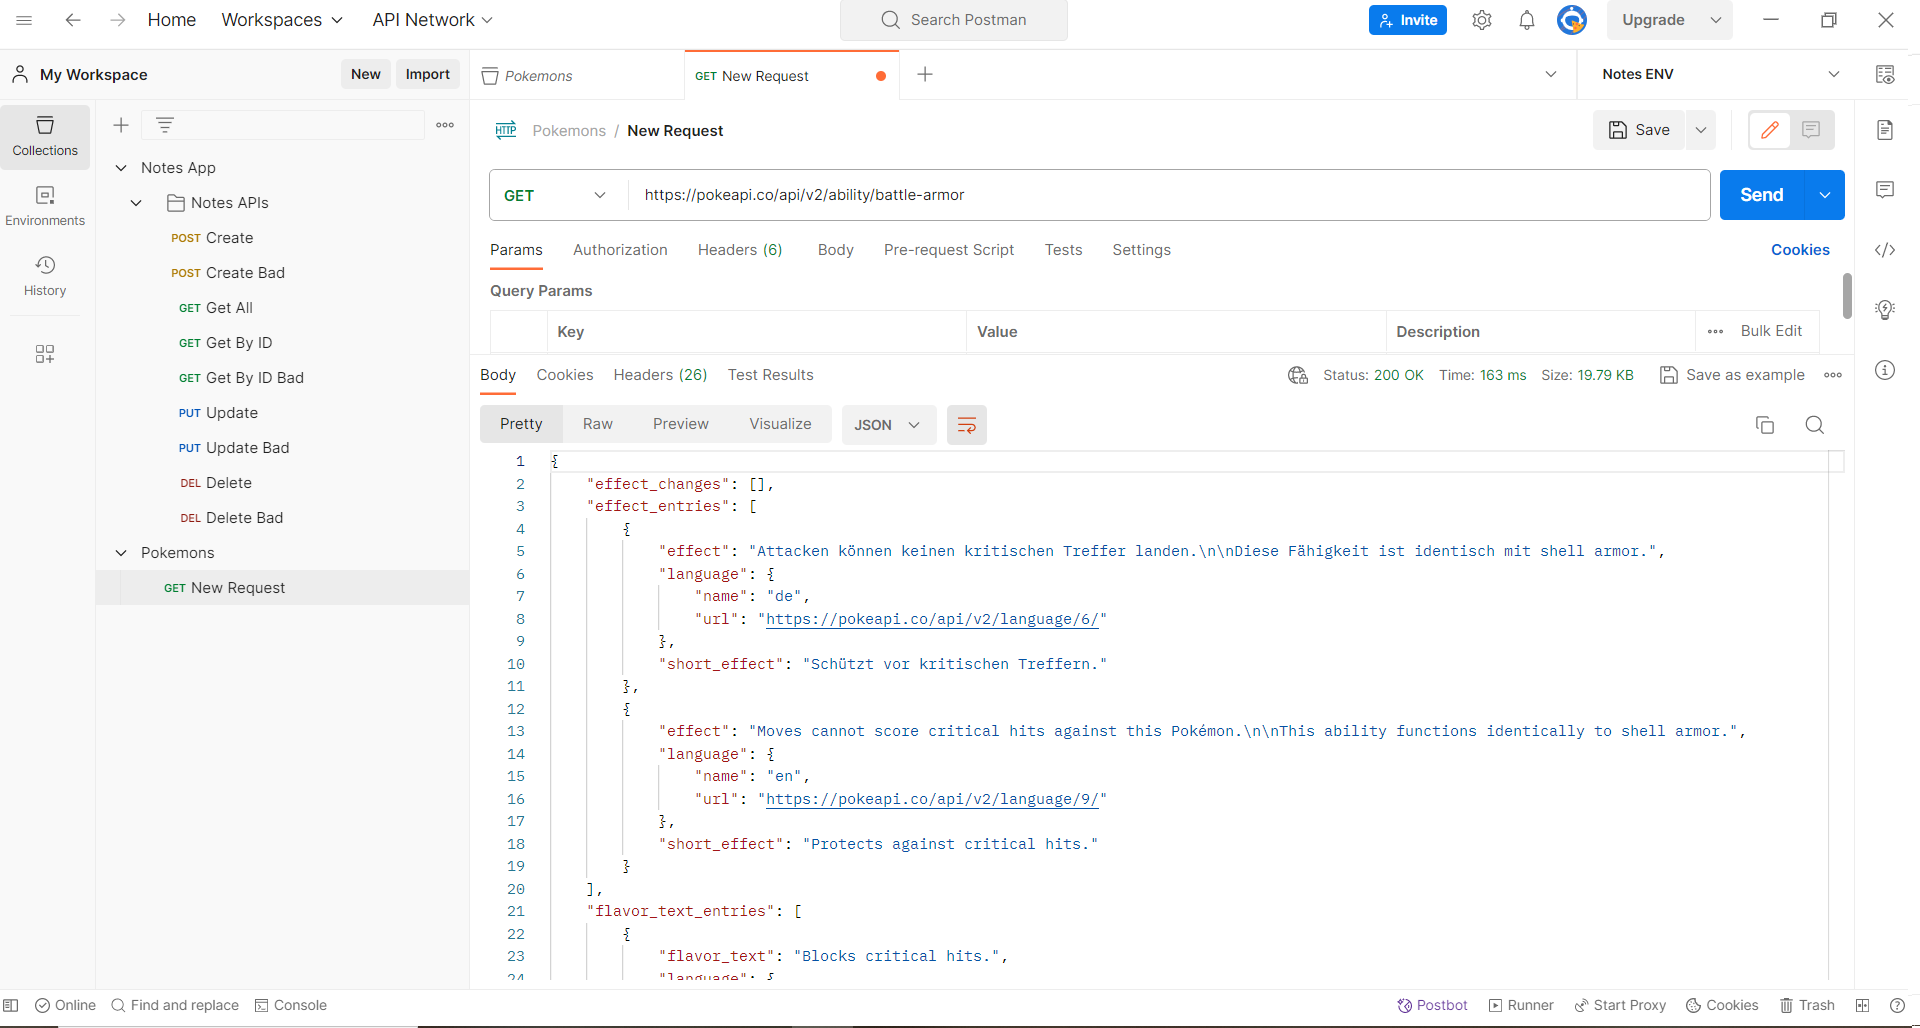 Home Workspaces API Network Search Postman Invite Upgrade
My Workspace New Import Pokemons GET New Request Notes ENV
Collections
Environments
History
Notes App
Notes APIs
POST Create
POST Create Bad
GET Get All
GET Get By ID
GET Get By ID Bad
PUT Update
PUT Update Bad
DEL Delete
DEL Delete Bad
Pokemons
GET New Request
HTTP Pokemons / New Request Save
GET https://pokeapi.co/api/v2/ability/battle-armor Send
Params Authorization Headers (6) Body Pre-request Script Tests Settings Cookies
Query Params
Key Value Description Bulk Edit
Body Cookies Headers (26) Test Results Status: 200 OK Time: 163 ms Size: 19.79 KB Save as example
Pretty Raw Preview Visualize JSON
1 {
2 "effect_changes": [],
3 "effect_entries": [
4 {
5 "effect": "Attacken können keinen kritischen Treffer landen.\n\nDiese Fähigkeit ist identisch mit shell armor.",
6 "language": {
7 "name": "de",
8 "url": "https://pokeapi.co/api/v2/language/6/"
9 },
10 "short_effect": "Schützt vor kritischen Treffern."
11 },
12 {
13 "effect": "Moves cannot score critical hits against this Pokémon.\n\nThis ability functions identically to shell armor.",
14 "language": {
15 "name": "en",
16 "url": "https://pokeapi.co/api/v2/language/9/"
17 },
18 "short_effect": "Protects against critical hits."
19 }
20 ],
21 "flavor_text_entries": [
22 {
23 "flavor_text": "Blocks critical hits.",
24 "language": {
Online Find and replace Console Postbot Runner Start Proxy Cookies Trash